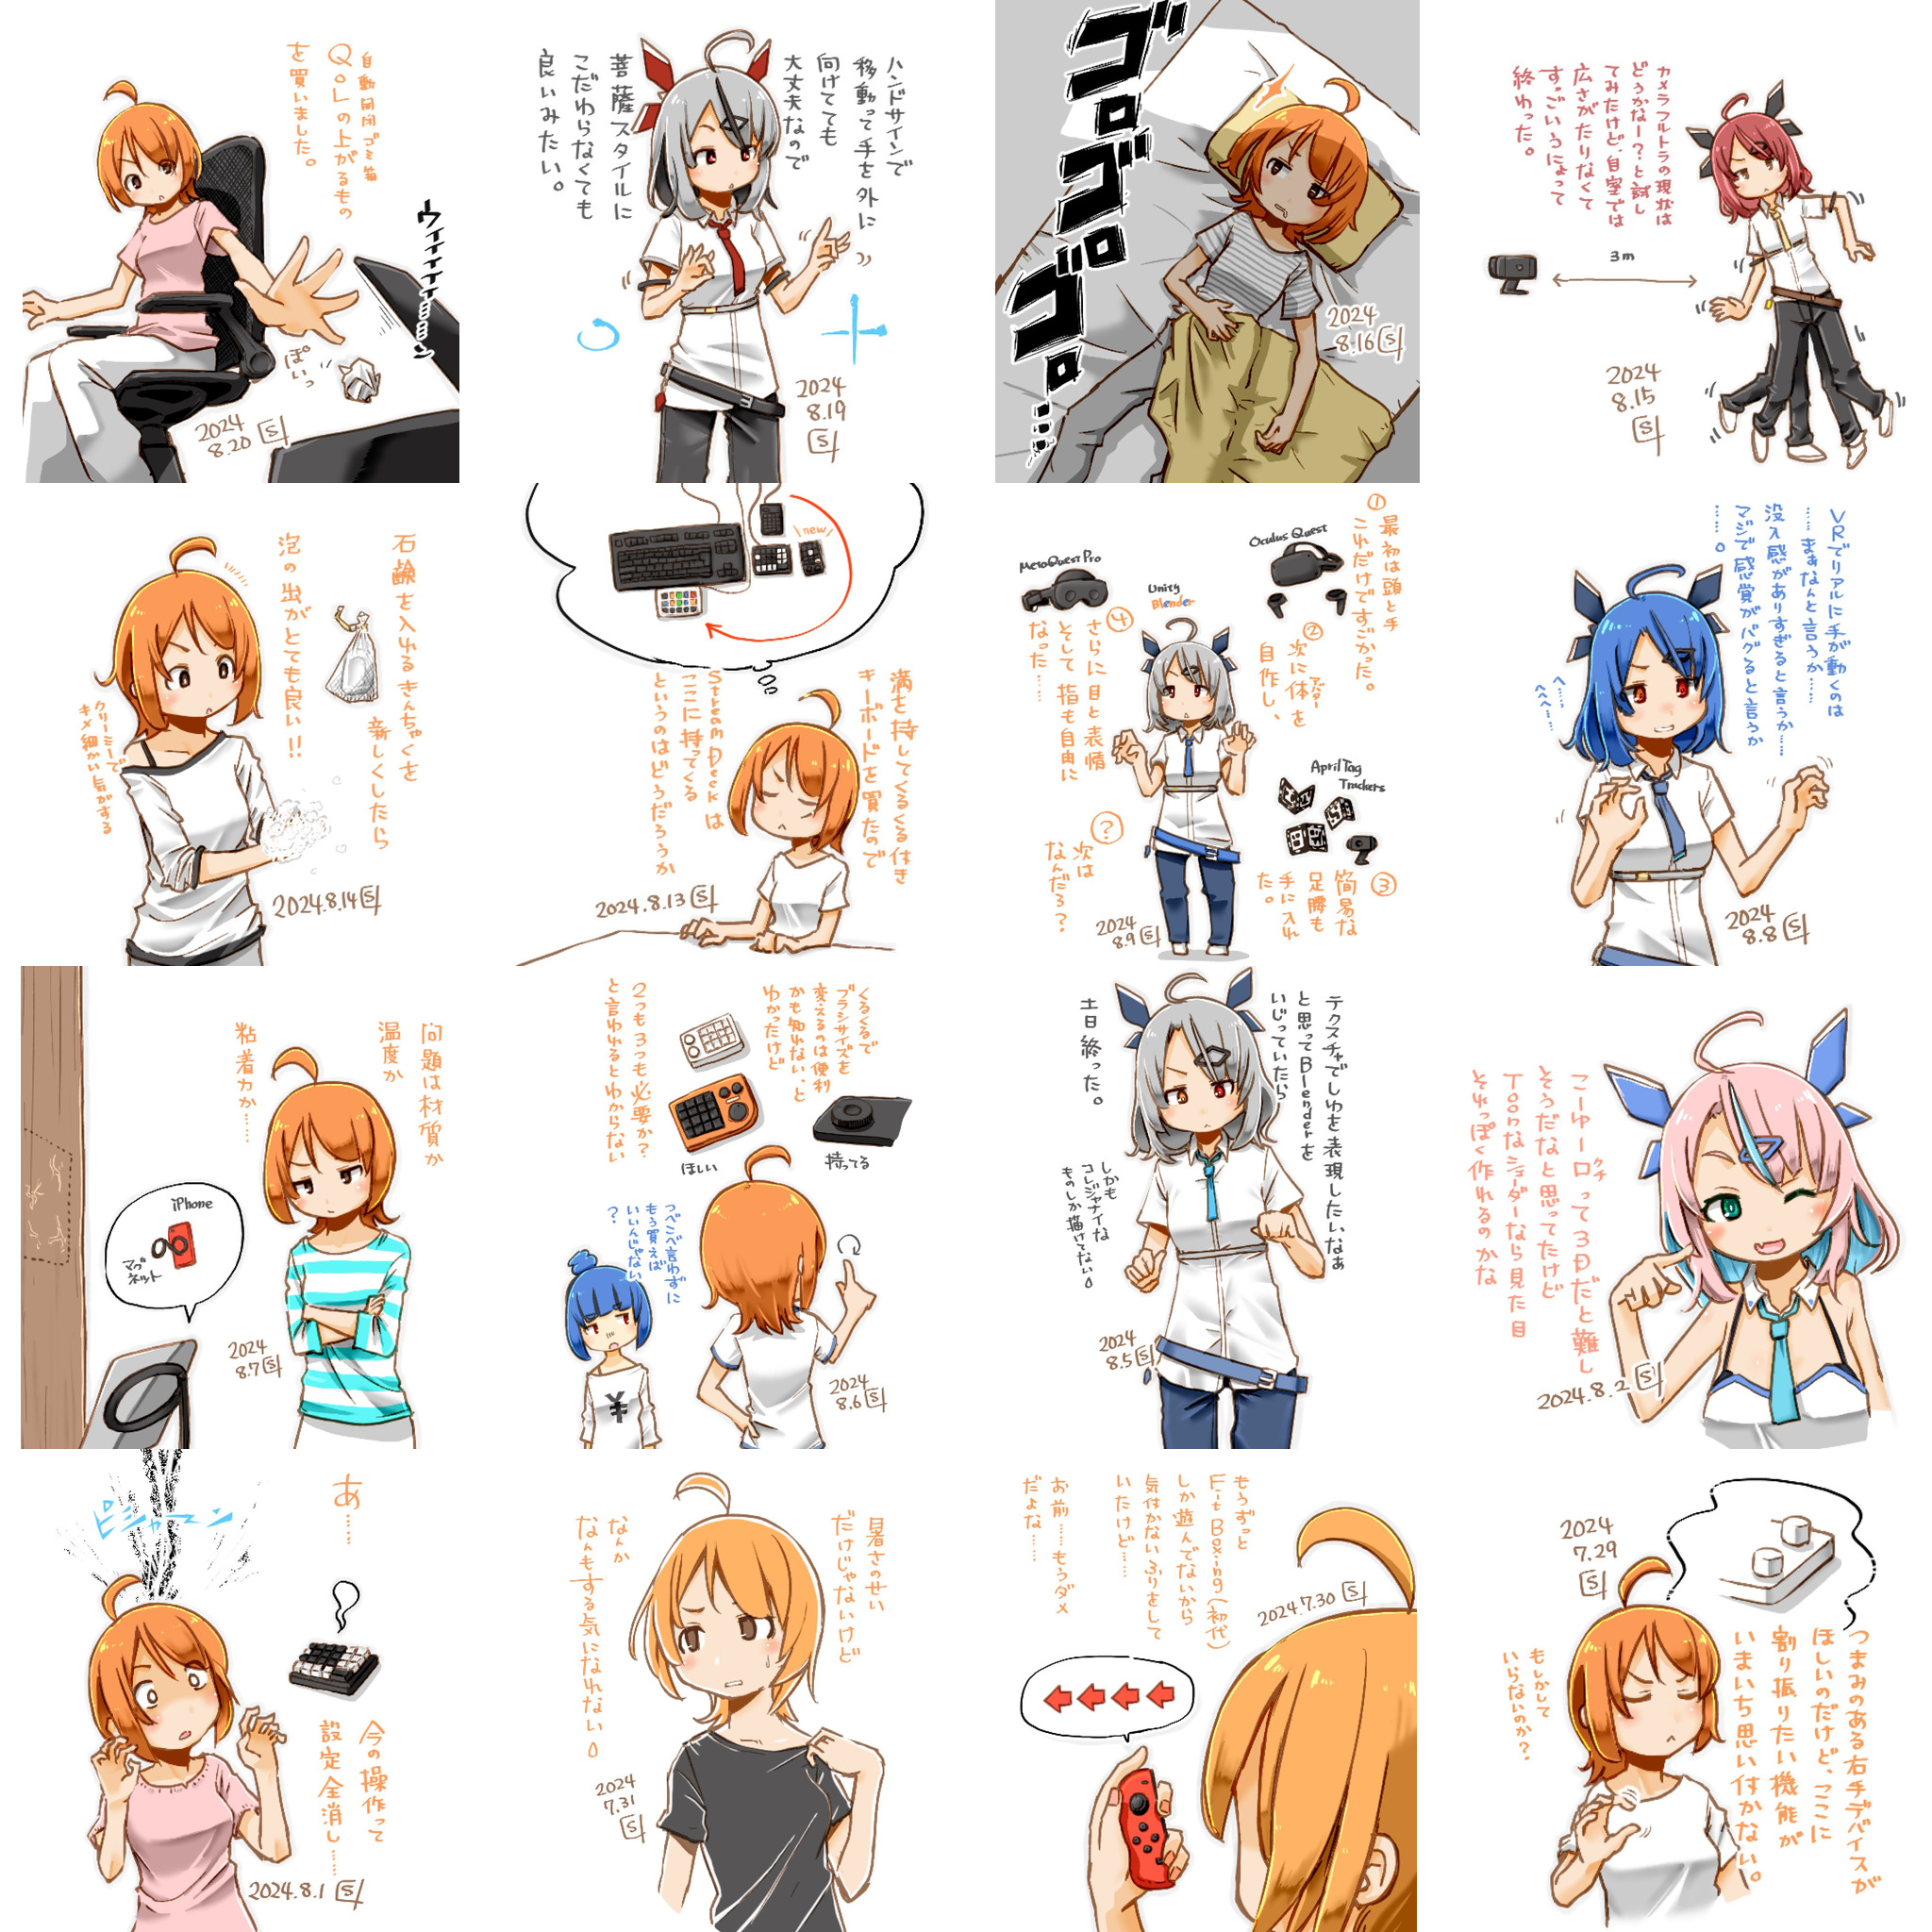 自動開閉ゴミ箱
QoLの上がるもの
を買いました。
ウィイイイーーン
ぽいっ
2024
8.20
ハンドサインで
移動って手を外に
向けてても
大丈夫なので
菩薩スタイルに
こだわらなくても
良いみたい。
2024
8.19
ゴロゴロゴロ……
2024
8.16
カメラフルトラの現状は
どうかなー?と試し
てみたけど、自室では
広さがたりなくて
すっごいうにょって
終わった。
3m
2024
8.15
石鹸を入れるきんちゃくを
新しくしたら
泡の出がとても良い!!
クリーミーで
キメ細かい気がする
2024.8.14
new
満を持してくるくる付き
キーボードを買ったので
Stream Deckは
ここに持ってくる
というのはどうだろうか
2024.8.13
①
最初は頭と手
これだけですごかった。
Oculus Quest
②
次に体を
自作し、
Unity
Blender
③
簡易な
足腰も
手に入れ
た。
AprilTag
Trackers
④
さらに目と表情
そして指も自由に
なった……
MetaQuest Pro
?
次は
なんだろ?
2024
8.9
VRでリアルに手が動くのは
……まぁなんと言うか……
没入感がありすぎると言うか……
マジで感覚がバグると言うか
……。
へ……
へへへ……
2024
8.8
問題は材質か
温度か
粘着力か……
iPhone
マグ
ネット
2024
8.7
くるくるで
ブラシサイズを
変えるのは便利
かも知れない、と
わかったけど
2つも3つも必要か?
と言われるとわからない
ほしい
持ってる
つべこべ言わずに
もう買えば
いいんじゃない
?
¥
2024
8.6
テクスチャでしわを表現したいなぁ
と思ってBlenderを
いじっていたら
土日終った。
しかも
コレジャナイな
ものしか描けてない。
2024
8.5
こーゆー口って3Dだと難し
そうだなと思ってたけど
Toonなシェーダーなら見た目
それっぽく作れるのかな
2024.8.2
あ……
ピシャーーン
今の操作って
設定全消し……
2024.8.1
暑さのせい
だけじゃないけど
なんか
なんもする気になれない。
2024
7.31
もうずっと
Fit Boxing(初代)
しか遊んでないから
気付かないふりをして
いたけど……
お前……もうダメ
だよな……
2024.7.30
2024
7.29
つまみのある右手デバイスが
ほしいのだけど、ここに
割り振りたい機能が
いまいち思い付かない。
もしかして
いらないのか?